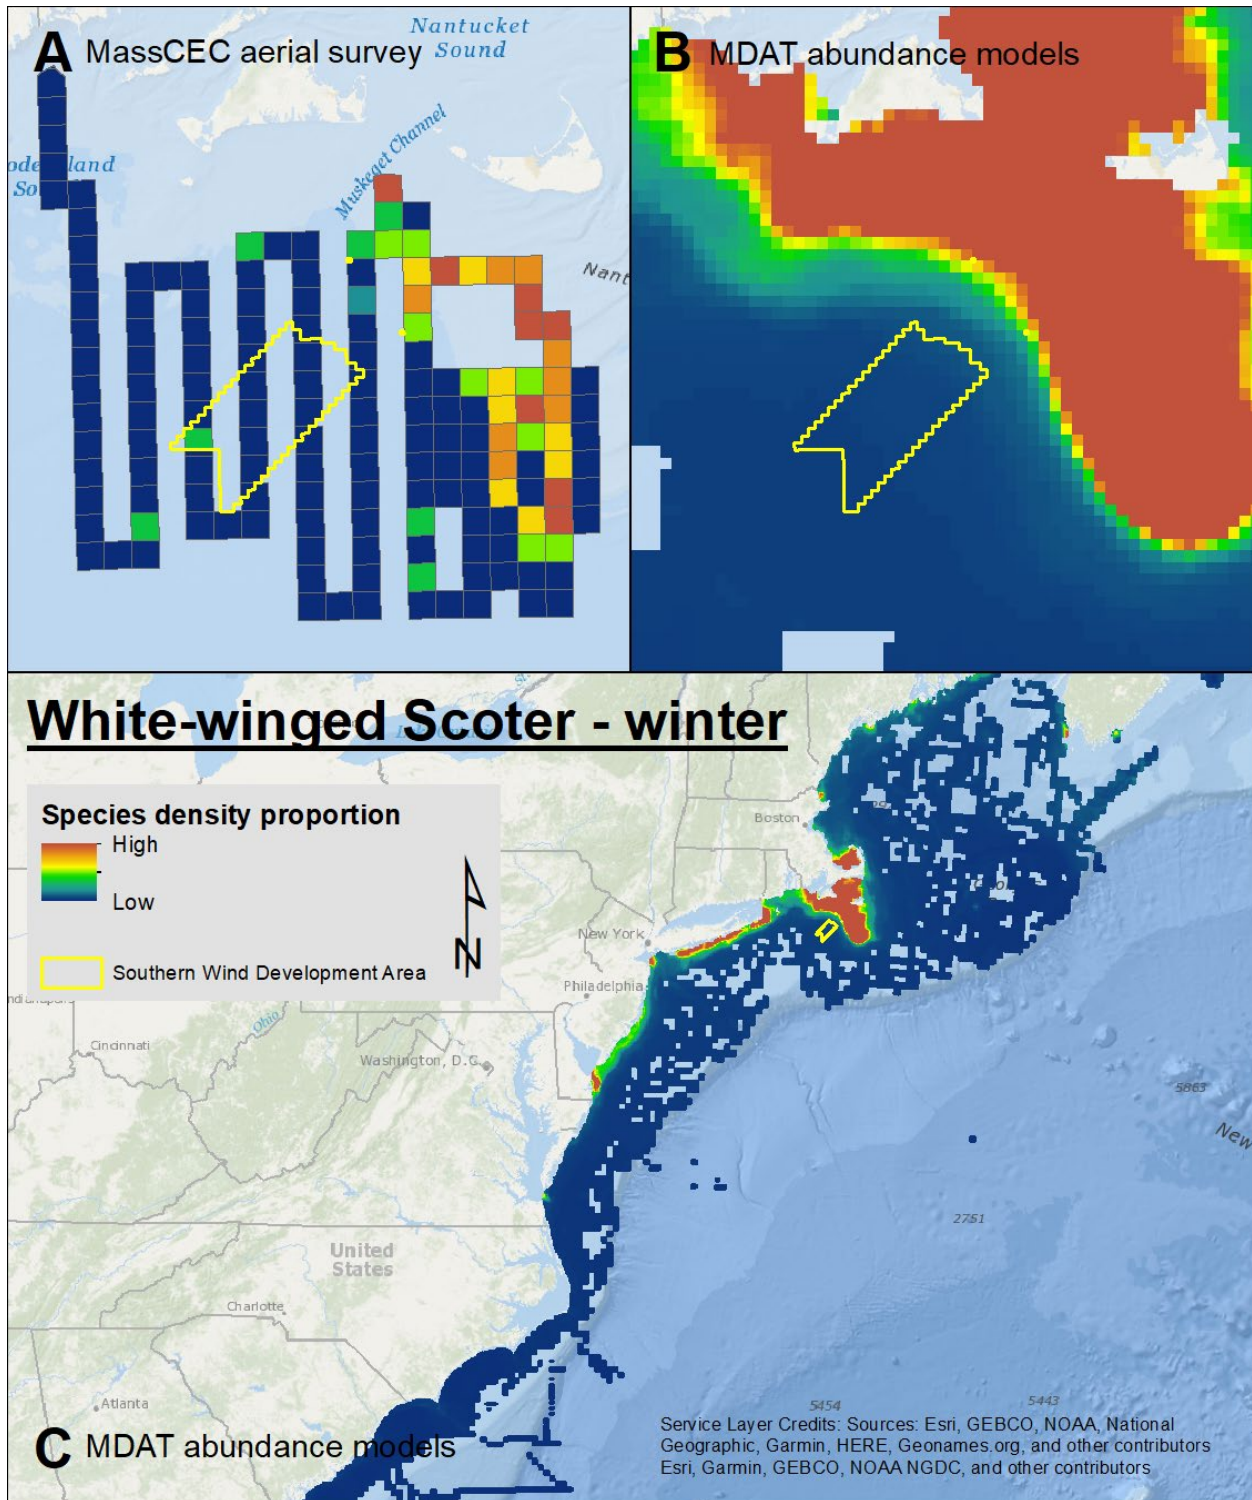 A MassCEC aerial survey
Nantucket
Sound
Muskeget Channel
Nant
B MDAT abundance models
White-winged Scoter - winter
Species density proportion
High
Low
N
Southern Wind Development Area
Boston
New York
Philadelphia
Ohio
Cincinnati
Washington, D.C.
5863
New
2751
United
States
Charlotte
Atlanta
5454
5443
C MDAT abundance models
Service Layer Credits: Sources: Esri, GEBCO, NOAA, National
Geographic, Garmin, HERE, Geonames.org, and other contributors
Esri, Garmin, GEBCO, NOAA NGDC, and other contributors